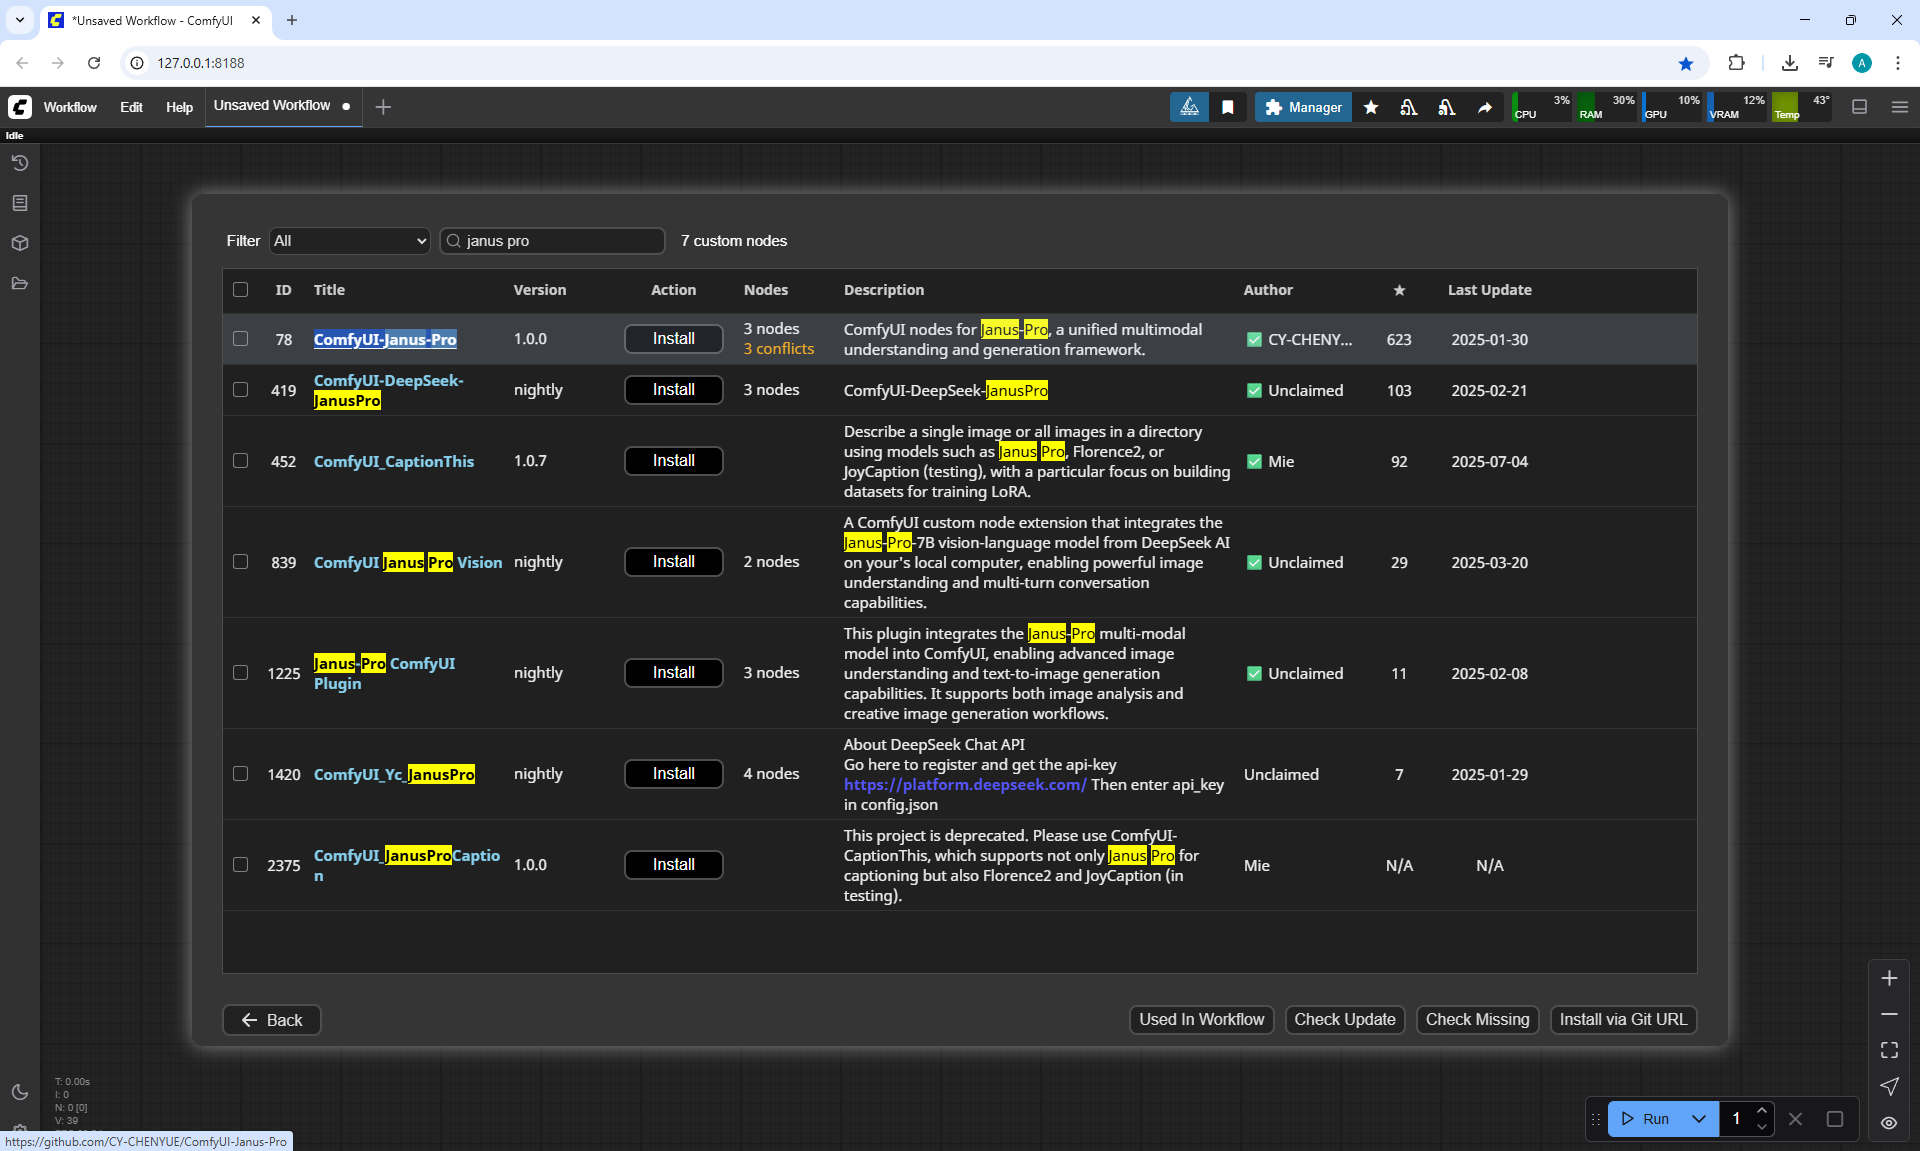 *Unsaved Workflow - ComfyUI
127.0.0.1:8188
A
Workflow Edit Help Unsaved Workflow
Manager
CPU 3% RAM 30% GPU 10% VRAM 12% Temp 43°
Idle
Filter All janus pro 7 custom nodes
ID Title Version Action Nodes Description Author ★ Last Update
78 ComfyUI-Janus-Pro 1.0.0 Install 3 nodes
3 conflicts
ComfyUI nodes for Janus-Pro, a unified multimodal
understanding and generation framework.
✅ CY-CHENY... 623 2025-01-30
419 ComfyUI-DeepSeek-
JanusPro
nightly Install 3 nodes ComfyUI-DeepSeek-JanusPro ✅ Unclaimed 103 2025-02-21
452 ComfyUI_CaptionThis 1.0.7 Install
Describe a single image or all images in a directory
using models such as Janus Pro, Florence2, or
JoyCaption (testing), with a particular focus on building
datasets for training LoRA.
✅ Mie 92 2025-07-04
839 ComfyUI Janus Pro Vision nightly Install 2 nodes
A ComfyUI custom node extension that integrates the
Janus-Pro-7B vision-language model from DeepSeek AI
on your's local computer, enabling powerful image
understanding and multi-turn conversation
capabilities.
✅ Unclaimed 29 2025-03-20
1225 Janus-Pro ComfyUI
Plugin
nightly Install 3 nodes
This plugin integrates the Janus-Pro multi-modal
model into ComfyUI, enabling advanced image
understanding and text-to-image generation
capabilities. It supports both image analysis and
creative image generation workflows.
✅ Unclaimed 11 2025-02-08
1420 ComfyUI_Yc_JanusPro nightly Install 4 nodes
About DeepSeek Chat API
Go here to register and get the api-key
https://platform.deepseek.com/ Then enter api_key
in config.json
Unclaimed 7 2025-01-29
2375 ComfyUI_JanusProCaptio
n
1.0.0 Install
This project is deprecated. Please use ComfyUI-
CaptionThis, which supports not only Janus Pro for
captioning but also Florence2 and JoyCaption (in
testing).
Mie N/A N/A
Back Used In Workflow Check Update Check Missing Install via Git URL
T: 0.00s
I: 0
N: 0 [0]
V: 39
Run 1
https://github.com/CY-CHENYUE/ComfyUI-Janus-Pro